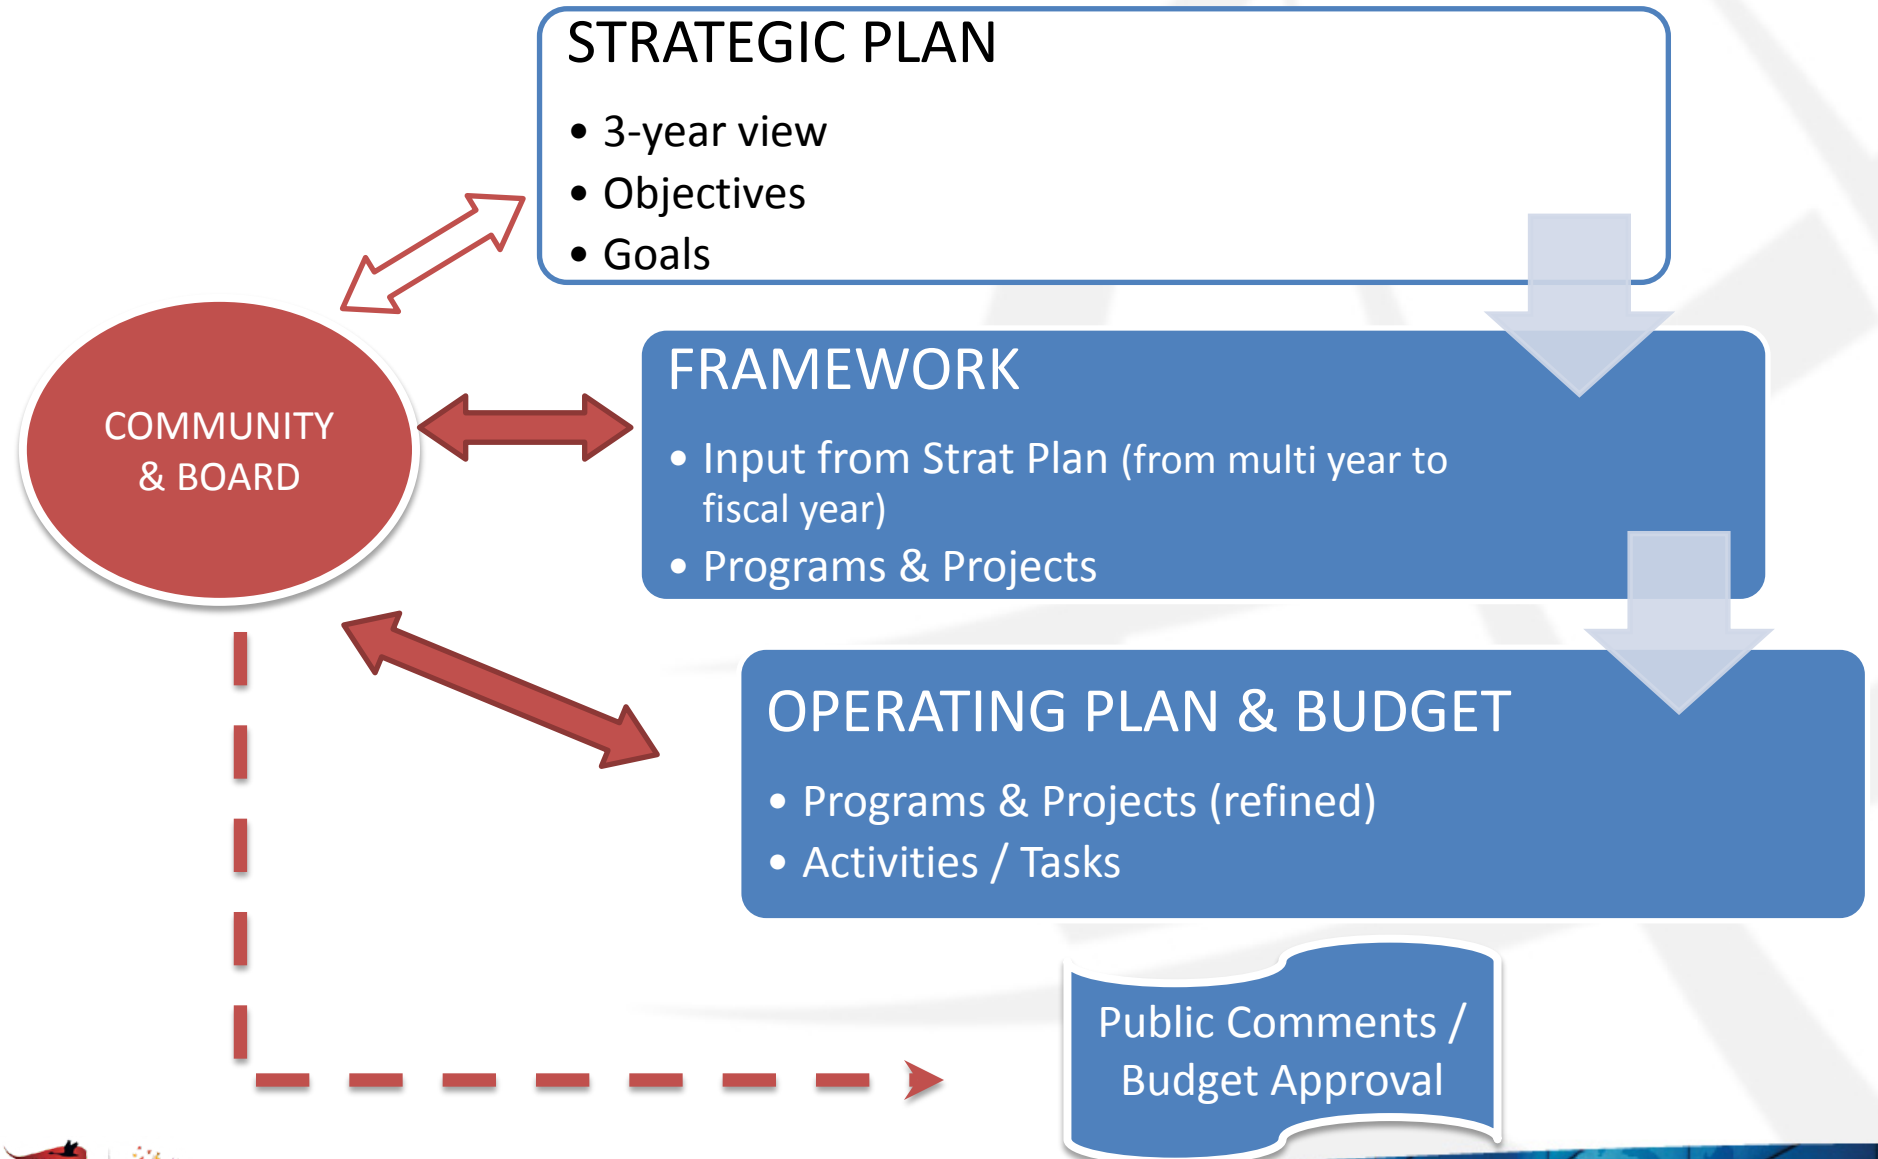 STRATEGIC PLAN
• 3-year view
• Objectives
• Goals
COMMUNITY
& BOARD
FRAMEWORK
• Input from Strat Plan (from multi year to
fiscal year)
• Programs & Projects
OPERATING PLAN & BUDGET
• Programs & Projects (refined)
• Activities / Tasks
Public Comments /
Budget Approval